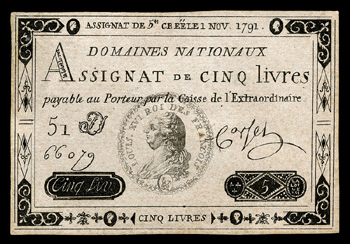 ASSIGNAT DE 5# CRÉÉ LE 1 NOV. 1791.
DOMAINES NATIONAUX
ASSIGNAT DE CINQ livres
payable au Porteur par la Caisse de l'Extraordinaire
51 D
66079
LOUIS XVI ROI DES FRANÇOIS
Corsel
Cinq Liv.
5
CINQ LIVRES